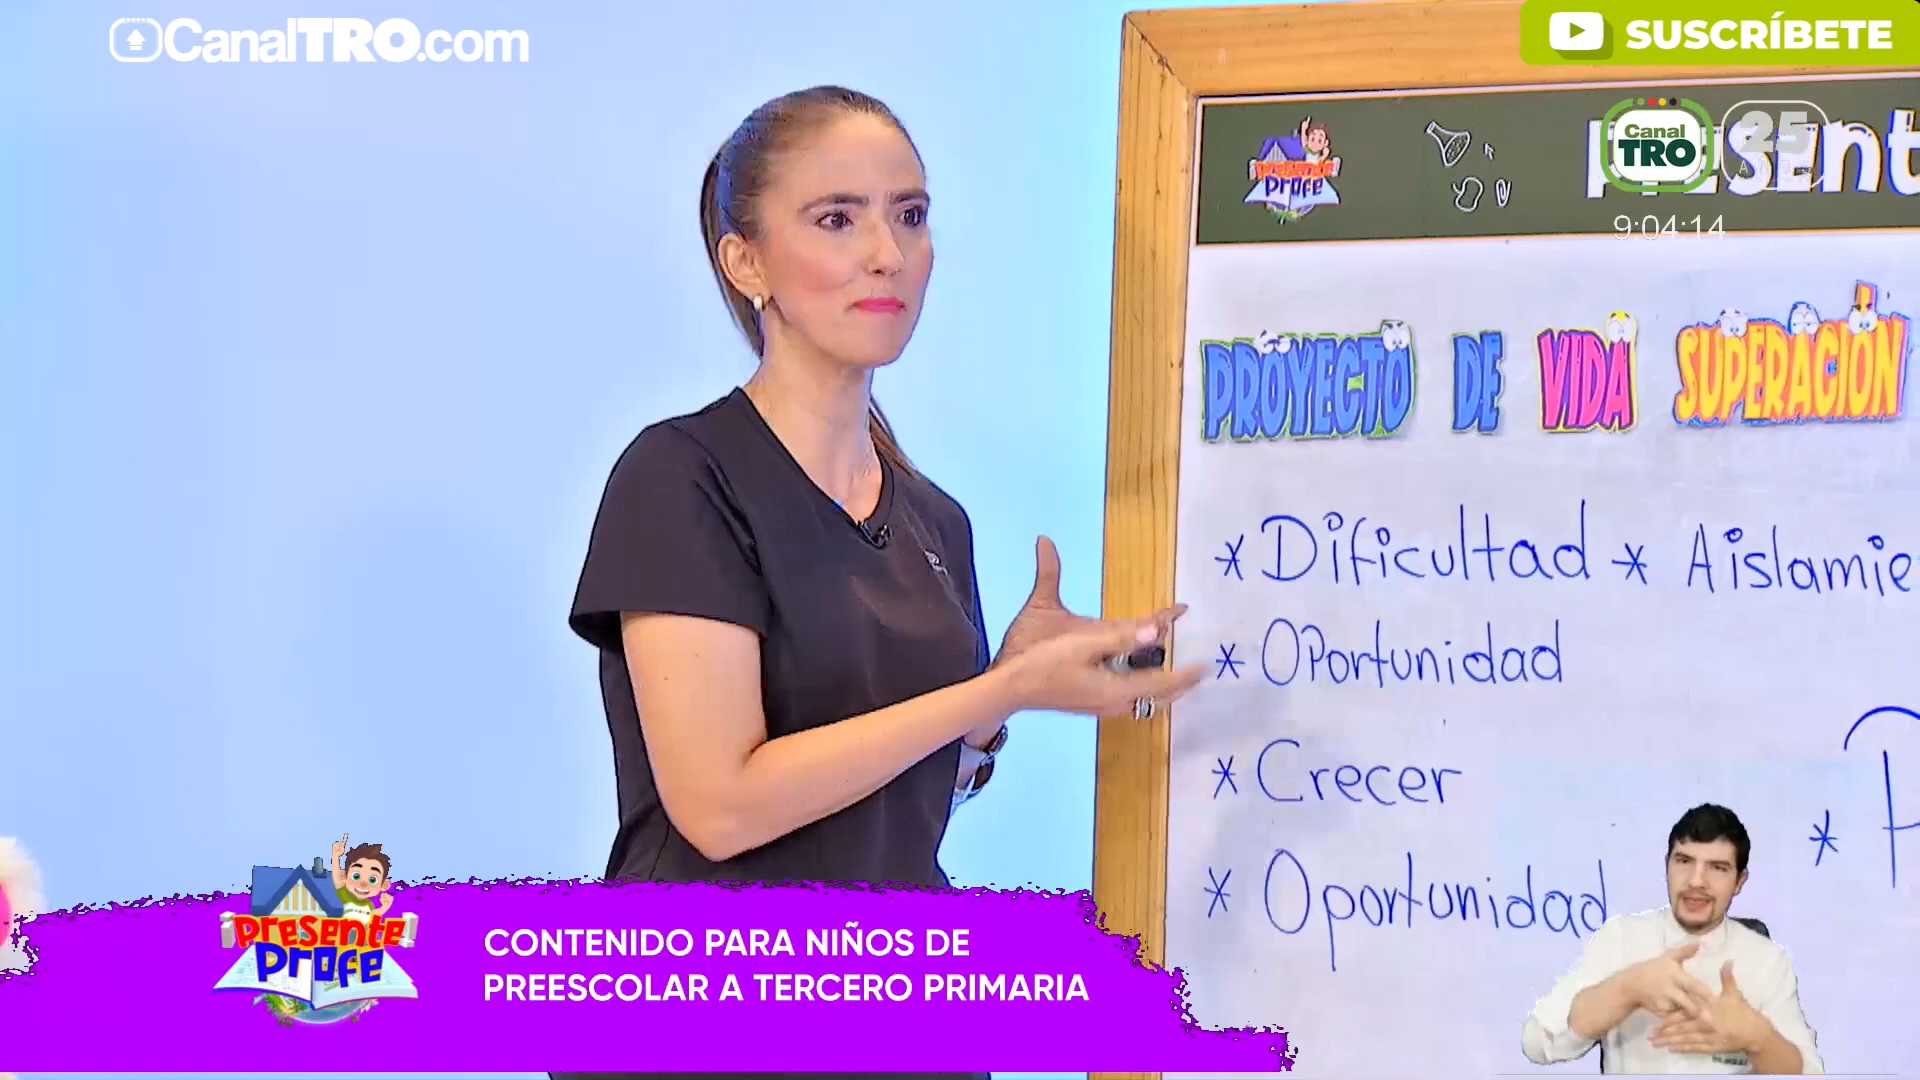 CanalTRO.com
SUSCRÍBETE
Presente
Profe
Canal
TRO
25
9:04:14
PROYECTO DE VIDA SUPERACIÓN
* Dificultad * Aislamie
* OPortunidad
* Crecer
* Oportunidad
* P
Presente
Profe
CONTENIDO PARA NIÑOS DE
PREESCOLAR A TERCERO PRIMARIA